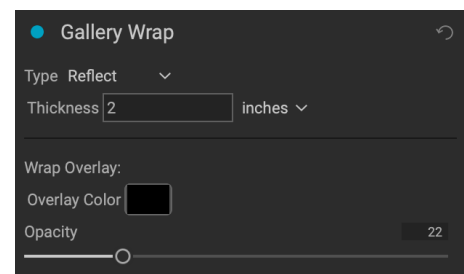 Gallery Wrap
Type Reflect
Thickness 2 inches
Wrap Overlay:
Overlay Color
Opacity 22